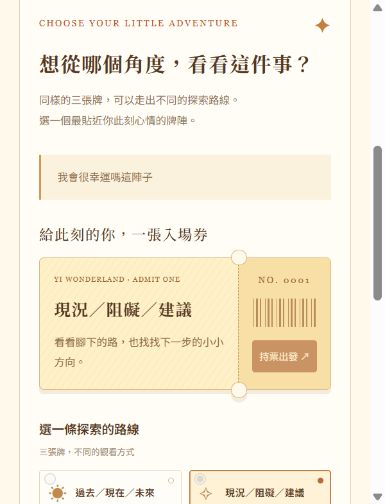 CHOOSE YOUR LITTLE ADVENTURE
想從哪個角度，看看這件事？
同樣的三張牌，可以走出不同的探索路線。
選一個最貼近你此刻心情的牌陣。
我會很幸運嗎這陣子
給此刻的你，一張入場券
YI WONDERLAND · ADMIT ONE
現況／阻礙／建議
看看腳下的路，也找找下一步的小小
方向。
NO. 0001
持票出發 ↗
選一條探索的路線
三張牌，不同的觀看方式
過去／現在／未來
現況／阻礙／建議